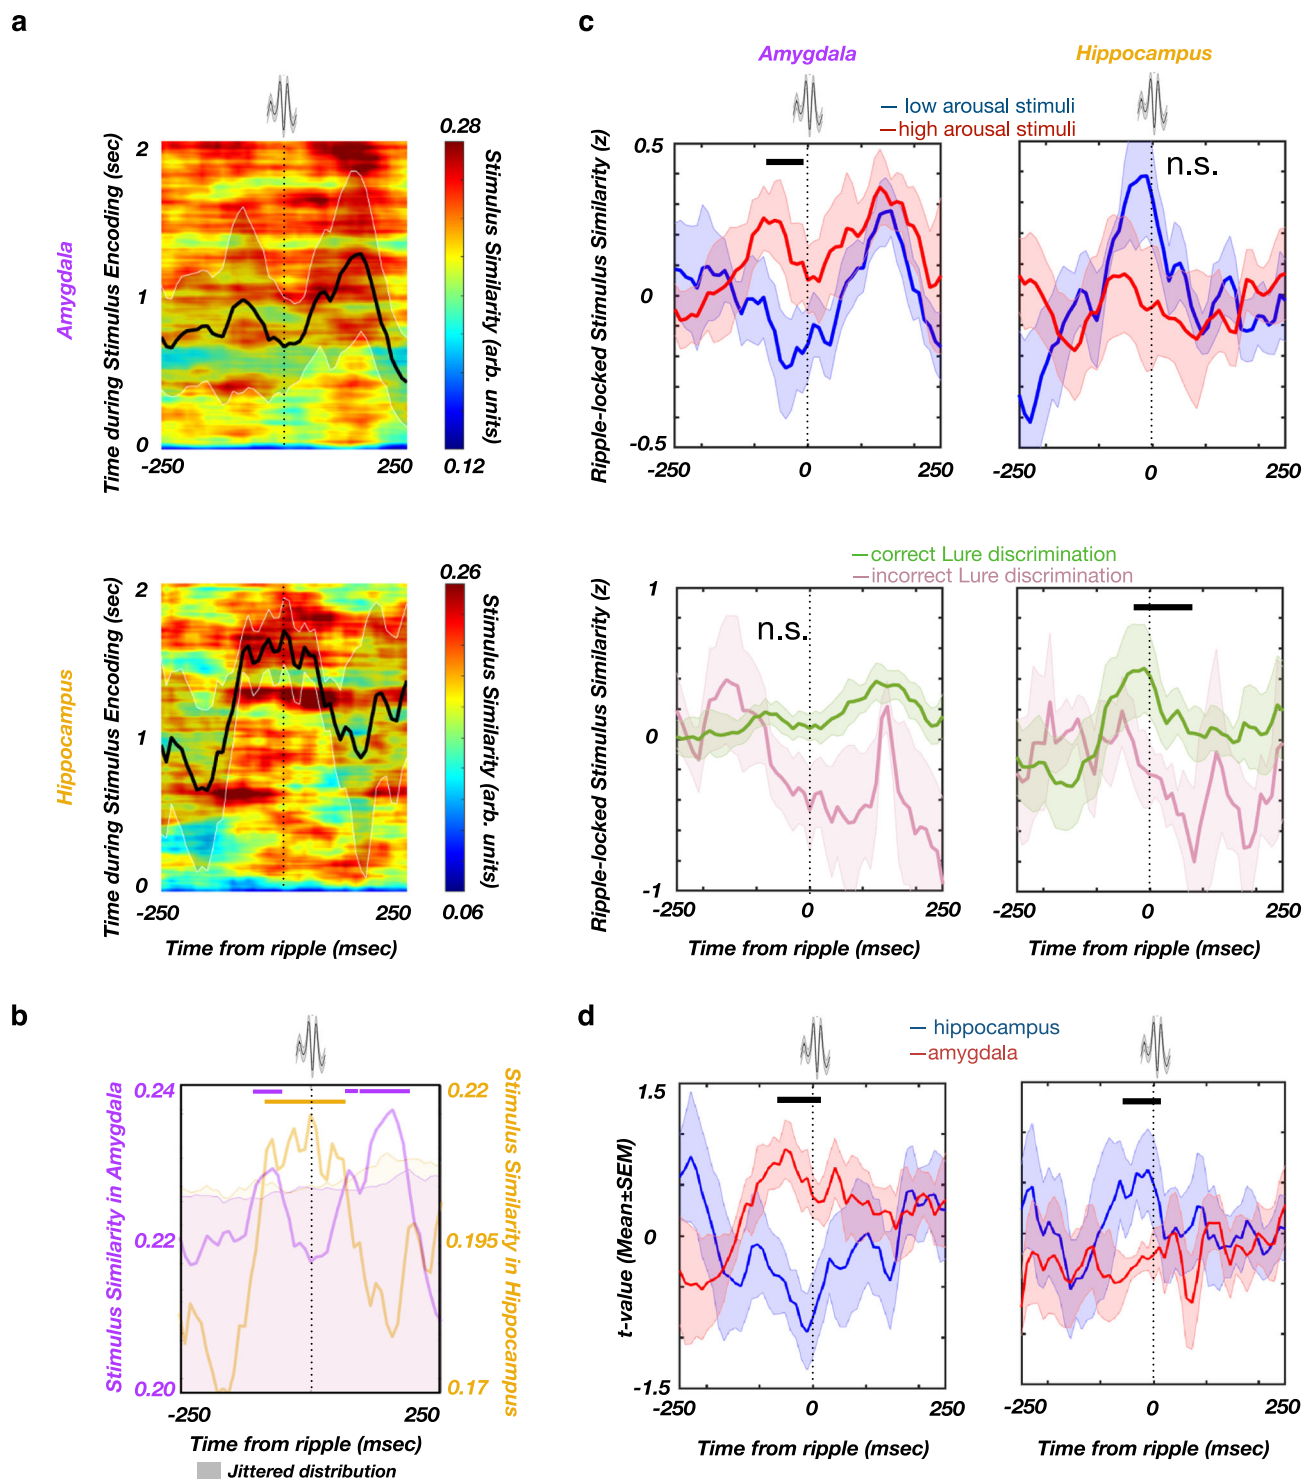 a
0.28
2
1
0
-250
250
0.12
Time during Stimulus Encoding (sec)
Stimulus Similarity (arb. units)
Amygdala
0.26
2
1
0
-250
250
0.06
Time during Stimulus Encoding (sec)
Stimulus Similarity (arb. units)
Hippocampus
Time from ripple (msec)
b
0.24
0.22
0.20
0.22
0.195
0.17
Stimulus Similarity in Amygdala
Stimulus Similarity in Hippocampus
-250
250
Time from ripple (msec)
Jittered distribution
c
Amygdala
Hippocampus
low arousal stimuli
high arousal stimuli
0.5
0
-0.5
Ripple-locked Stimulus Similarity (z)
n.s.
-250
0
250
-250
0
250
correct Lure discrimination
incorrect Lure discrimination
1
0
-1
Ripple-locked Stimulus Similarity (z)
n.s.
-250
0
250
-250
0
250
Time from ripple (msec)
Time from ripple (msec)
d
hippocampus
amygdala
1.5
0
-1.5
t-value (Mean±SEM)
-250
0
250
-250
0
250
Time from ripple (msec)
Time from ripple (msec)